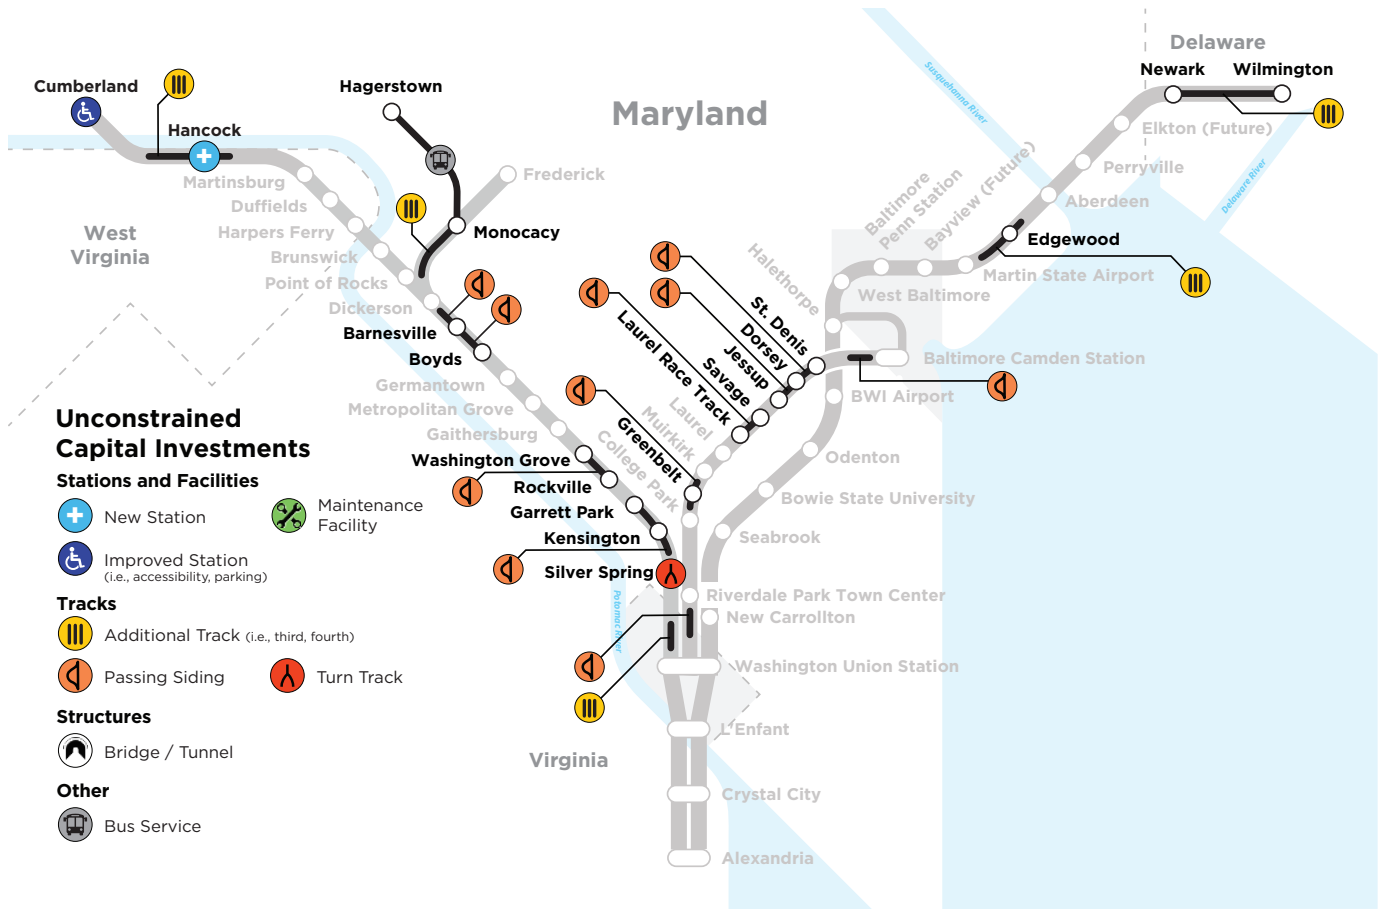 Delaware
Newark
Wilmington
Cumberland
Hagerstown
Maryland
Susquehanna River
Hancock
Elkton (Future)
Perryville
Delaware River
Martinsburg
Frederick
Aberdeen
Duffields
West
Virginia
Harpers Ferry
Monocacy
Baltimore
Penn Station
Bayview (Future)
Edgewood
Brunswick
Halethorpe
Martin State Airport
Point of Rocks
West Baltimore
Dickerson
St. Denis
Dorsey
Jessup
Savage
Laurel Race Track
Barnesville
Boyds
Baltimore Camden Station
Germantown
BWI Airport
Metropolitan Grove
Laurel
Muirkirk
Greenbelt
College Park
Gaithersburg
Unconstrained
Capital Investments
Washington Grove
Odenton
Stations and Facilities
Rockville
Bowie State University
New Station
Maintenance
Facility
Garrett Park
Kensington
Seabrook
Improved Station
(i.e., accessibility, parking)
Silver Spring
Riverdale Park Town Center
New Carrollton
Potomac River
Tracks
Additional Track (i.e., third, fourth)
Washington Union Station
Passing Siding
Turn Track
Structures
L'Enfant
Bridge / Tunnel
Virginia
Other
Crystal City
Bus Service
Alexandria